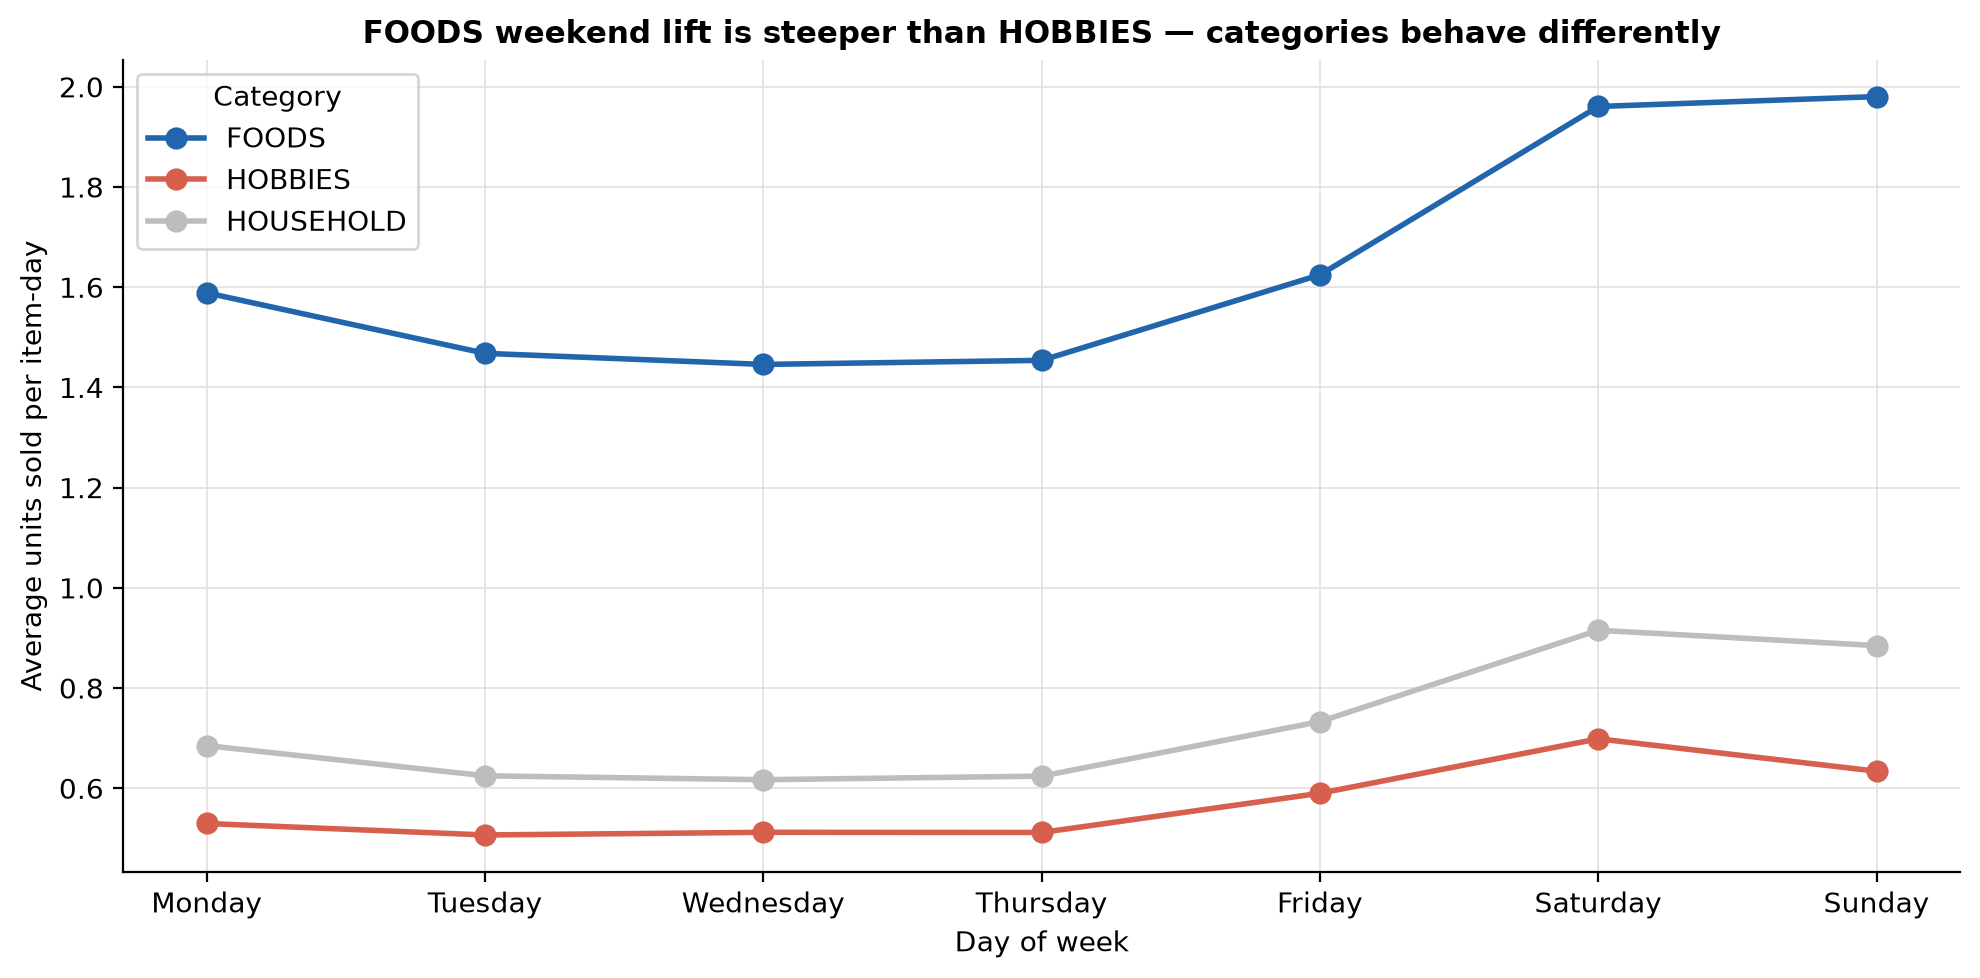 FOODS weekend lift is steeper than HOBBIES — categories behave differently
Category
FOODS
HOBBIES
HOUSEHOLD
Average units sold per item-day
2.0
1.8
1.6
1.4
1.2
1.0
0.8
0.6
Monday Tuesday Wednesday Thursday Friday Saturday Sunday
Day of week